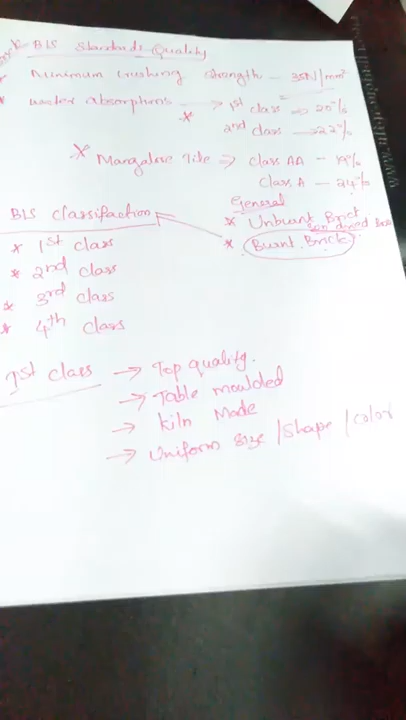 BIS Standards Quality
* Minimum crushing strength - 35N/mm²
* water absorptions → 1st class ⇒ 20%
*
2nd class → 22%
* Mangalore Tile ⇒ Class AA - 19%
Class A - 24%
General
BIS Classifiaction
* Unburnt Brick
* Burnt Brick
* 1st class
* 2nd class
* 3rd class
* 4th class
1st class → Top quality.
→ Table moulded
→ kiln Made
→ Uniform size / shape / color